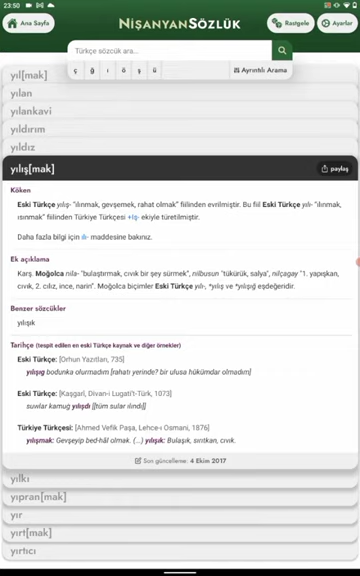 23:50
Ana Sayfa
NİŞANYANSÖZLÜK
Rastgele
Ayarlar
Türkçe sözcük ara...
ç ğ ı ö ş ü
Ayrıntılı Arama
yıl[mak]
yılan
yılankavi
yıldırım
yıldız
yılış[mak]
paylaş
Köken
Eski Türkçe yılış- "ılınmak, gevşemek, rahat olmak" fiilinden evrilmiştir. Bu fiil Eski Türkçe yılı- "ılınmak,
ısınmak" fiilinden Türkiye Türkçesi +Iş- ekiyle türetilmiştir.
Daha fazla bilgi için ılı- maddesine bakınız.
Ek açıklama
Karş. Moğolca nila- "bulaştırmak, cıvık bir şey sürmek", nilbusun "tükürük, salya", nilçagay "1. yapışkan,
cıvık, 2. cılız, ince, narin". Moğolca biçimler Eski Türkçe yılı-, *yılış ve *yılışığ eşdeğeridir.
Benzer sözcükler
yılışık
Tarihçe (tespit edilen en eski Türkçe kaynak ve diğer örnekler)
Eski Türkçe: [Orhun Yazıtları, 735]
yılışıg bodunka olurmadım [rahatı yerinde? bir a ulusa hükümdar olmadım]
Eski Türkçe: [Kaşgarî, Divan-i Lugati't-Türk, 1073]
suwlar kamug yılışdı [[tüm sular ılındı]]
Türkiye Türkçesi: [Ahmed Vefik Paşa, Lehce-ı Osmani, 1876]
yılışmak: Gevşeyip bed-hâl olmak. (...) yılışık: Bulaşık, sırıtkan, cıvık.
Son güncelleme: 4 Ekim 2017
yılkı
yıpran[mak]
yır
yırt[mak]
yırtıcı